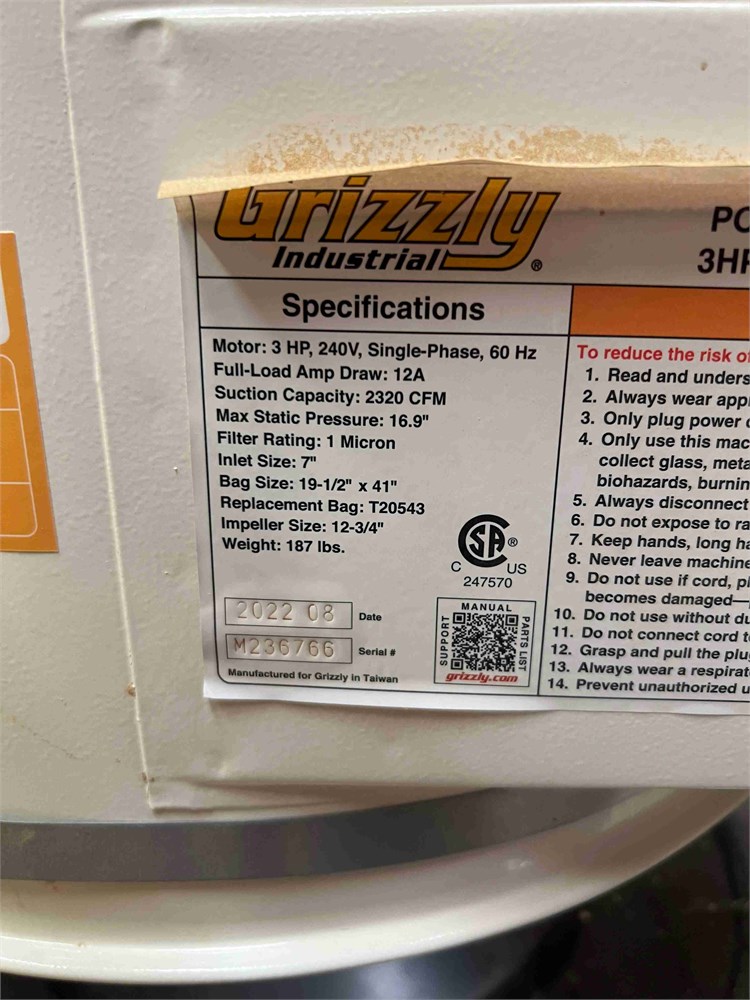 Grizzly
Industrial®
PO
3HP
Specifications
Motor: 3 HP, 240V, Single-Phase, 60 Hz
Full-Load Amp Draw: 12A
Suction Capacity: 2320 CFM
Max Static Pressure: 16.9"
Filter Rating: 1 Micron
Inlet Size: 7"
Bag Size: 19-1/2" x 41"
Replacement Bag: T20543
Impeller Size: 12-3/4"
Weight: 187 lbs.
SA®
C US
247570
2022 08 Date
M236766 Serial #
Manufactured for Grizzly in Taiwan
MANUAL
SUPPORT
PARTS LIST
grizzly.com
To reduce the risk of
1. Read and unders
2. Always wear app
3. Only plug power
4. Only use this mac
collect glass, meta
biohazards, burnin
5. Always disconnect
6. Do not expose to ra
7. Keep hands, long ha
8. Never leave machine
9. Do not use if cord, pl
becomes damaged—
10. Do not use without du
11. Do not connect cord t
12. Grasp and pull the plu
13. Always wear a respirat
14. Prevent unauthorized u